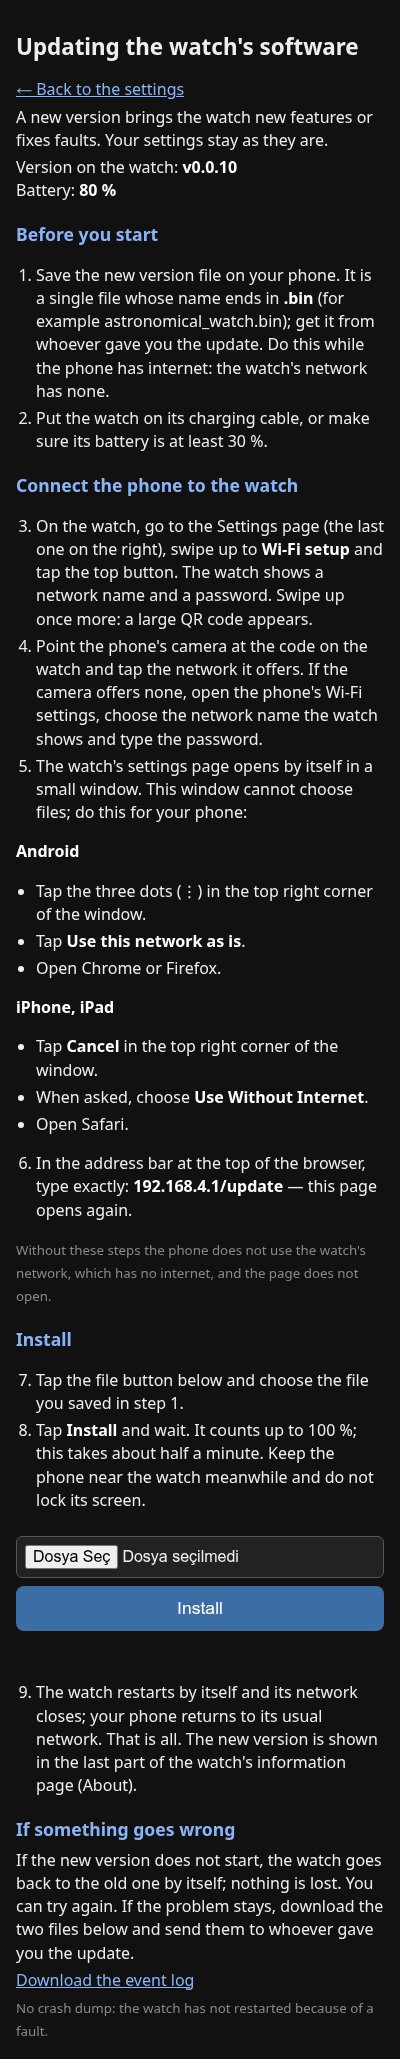 Updating the watch's software
← Back to the settings
A new version brings the watch new features or
fixes faults. Your settings stay as they are.
Version on the watch: v0.0.10
Battery: 80 %
Before you start
1. Save the new version file on your phone. It is
a single file whose name ends in .bin (for
example astronomical_watch.bin); get it from
whoever gave you the update. Do this while
the phone has internet: the watch's network
has none.
2. Put the watch on its charging cable, or make
sure its battery is at least 30 %.
Connect the phone to the watch
3. On the watch, go to the Settings page (the last
one on the right), swipe up to Wi-Fi setup and
tap the top button. The watch shows a
network name and a password. Swipe up
once more: a large QR code appears.
4. Point the phone's camera at the code on the
watch and tap the network it offers. If the
camera offers none, open the phone's Wi-Fi
settings, choose the network name the watch
shows and type the password.
5. The watch's settings page opens by itself in a
small window. This window cannot choose
files; do this for your phone:
Android
• Tap the three dots (⋮) in the top right corner
of the window.
• Tap Use this network as is.
• Open Chrome or Firefox.
iPhone, iPad
• Tap Cancel in the top right corner of the
window.
• When asked, choose Use Without Internet.
• Open Safari.
6. In the address bar at the top of the browser,
type exactly: 192.168.4.1/update — this page
opens again.
Without these steps the phone does not use the watch's
network, which has no internet, and the page does not
open.
Install
7. Tap the file button below and choose the file
you saved in step 1.
8. Tap Install and wait. It counts up to 100 %;
this takes about half a minute. Keep the
phone near the watch meanwhile and do not
lock its screen.
Dosya Seç Dosya seçilmedi
Install
9. The watch restarts by itself and its network
closes; your phone returns to its usual
network. That is all. The new version is shown
in the last part of the watch's information
page (About).
If something goes wrong
If the new version does not start, the watch goes
back to the old one by itself; nothing is lost. You
can try again. If the problem stays, download the
two files below and send them to whoever gave
you the update.
Download the event log
No crash dump: the watch has not restarted because of a
fault.